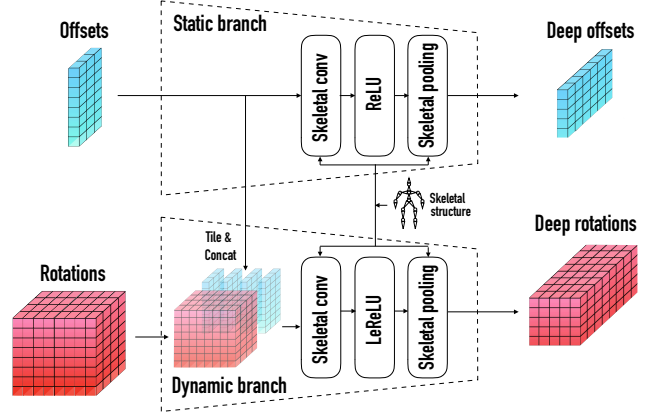 Offsets
Static branch
Deep offsets
Skeletal conv
ReLU
Skeletal pooling
Skeletal
structure
Tile &
Concat
Deep rotations
Rotations
Skeletal conv
LeReLU
Skeletal pooling
Dynamic branch